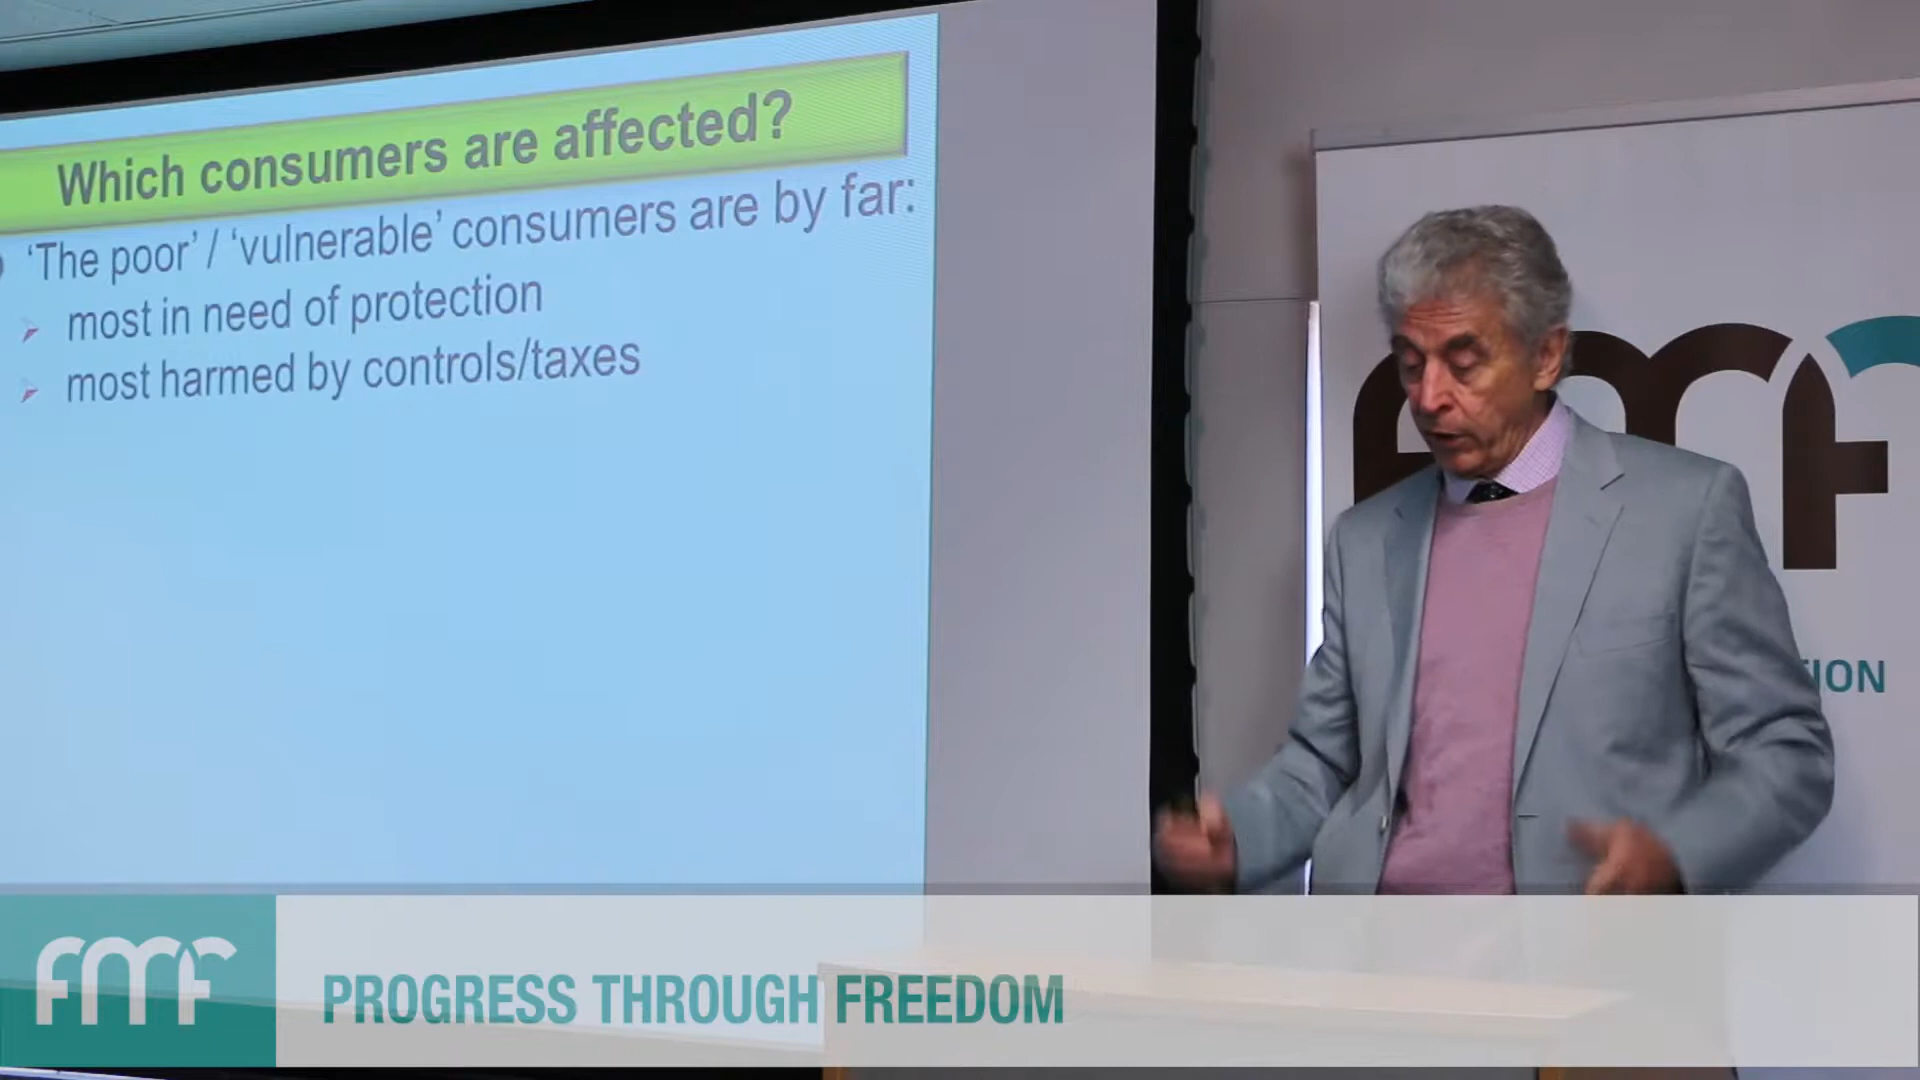 Which consumers are affected?
‘The poor’ / ‘vulnerable’ consumers are by far:
most in need of protection
most harmed by controls/taxes
FMF
ION
FMF
PROGRESS THROUGH FREEDOM